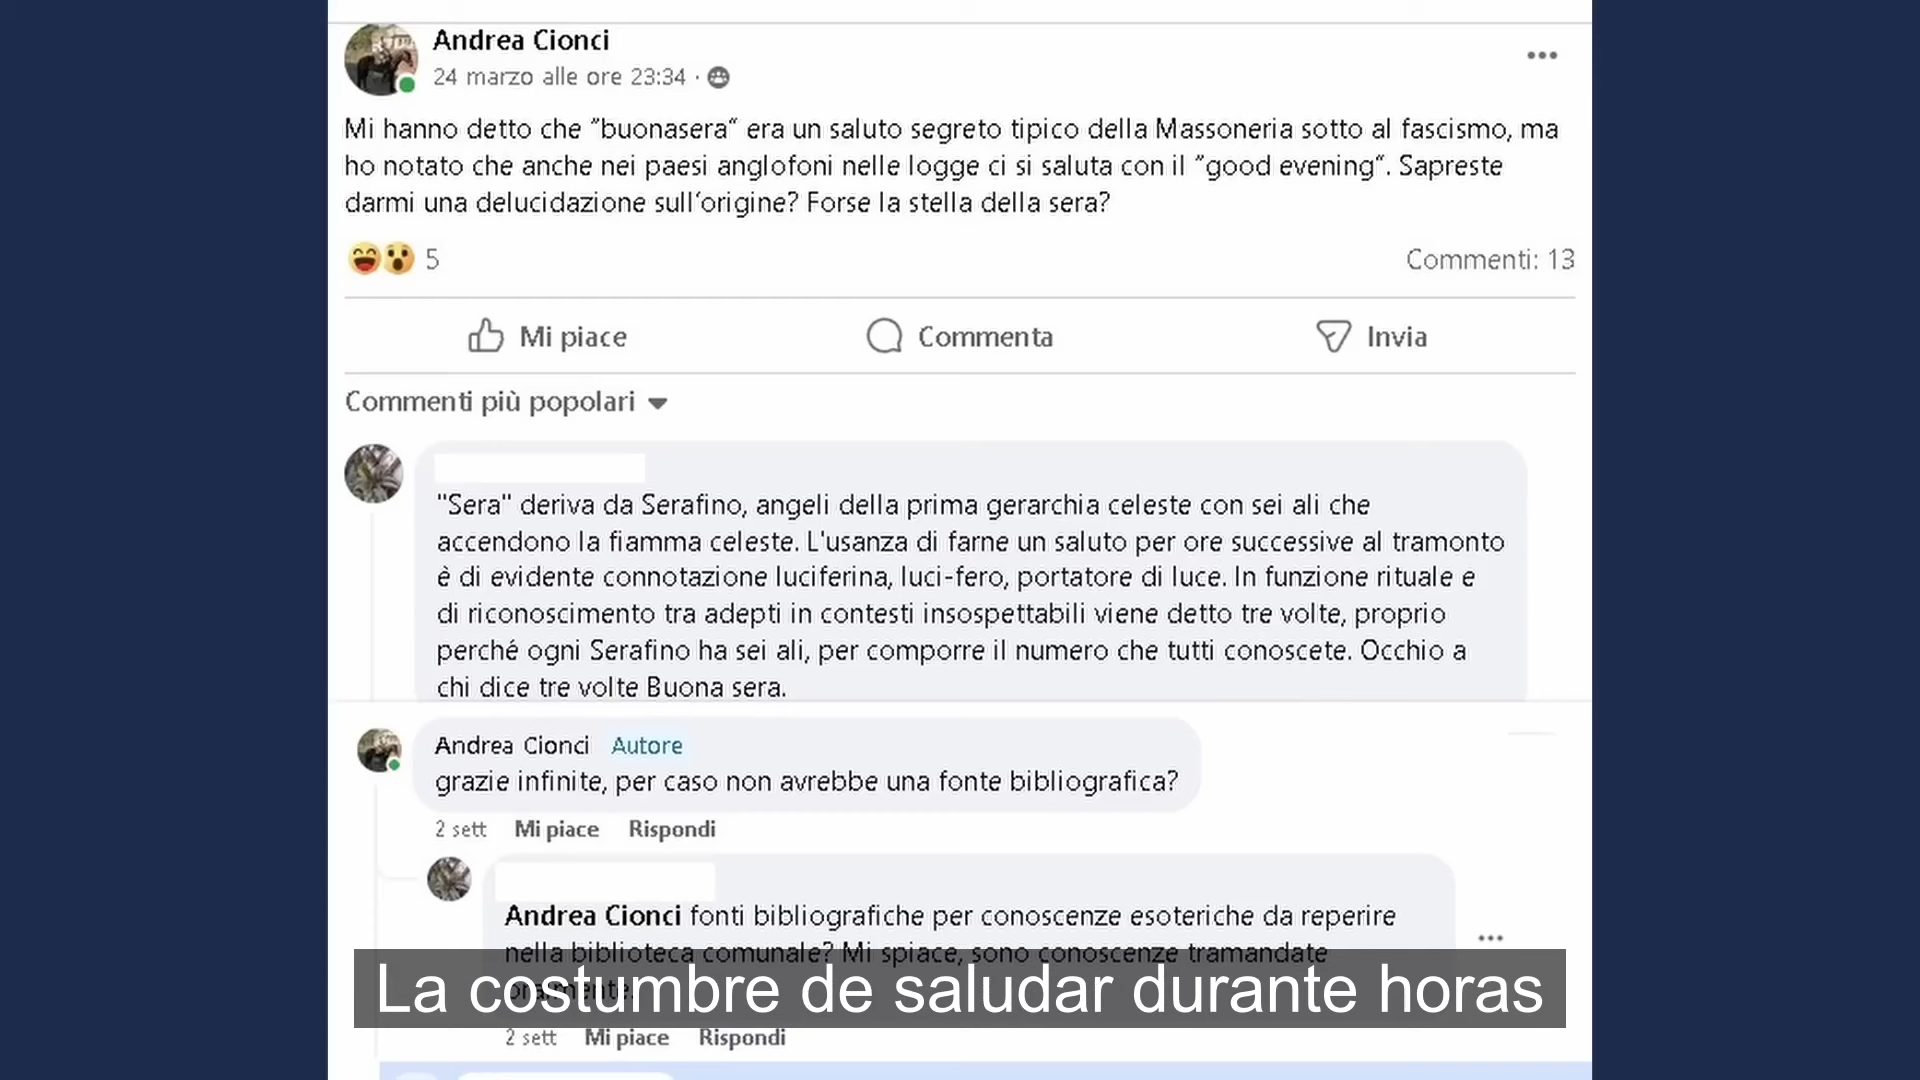 Andrea Cionci
24 marzo alle ore 23:34 ·
Mi hanno detto che “buonasera“ era un saluto segreto tipico della Massoneria sotto al fascismo, ma
ho notato che anche nei paesi anglofoni nelle logge ci si saluta con il “good evening“. Sapreste
darmi una delucidazione sull’origine? Forse la stella della sera?
5
Commenti: 13
Mi piace
Commenta
Invia
Commenti più popolari
"Sera" deriva da Serafino, angeli della prima gerarchia celeste con sei ali che
accendono la fiamma celeste. L'usanza di farne un saluto per ore successive al tramonto
è di evidente connotazione luciferina, luci-fero, portatore di luce. In funzione rituale e
di riconoscimento tra adepti in contesti insospettabili viene detto tre volte, proprio
perché ogni Serafino ha sei ali, per comporre il numero che tutti conoscete. Occhio a
chi dice tre volte Buona sera.
Andrea Cionci Autore
grazie infinite, per caso non avrebbe una fonte bibliografica?
2 sett Mi piace Rispondi
Andrea Cionci fonti bibliografiche per conoscenze esoteriche da reperire
nella biblioteca comunale? Mi spiace, sono conoscenze tramandate
La costumbre de saludar durante horas
2 sett Mi piace Rispondi